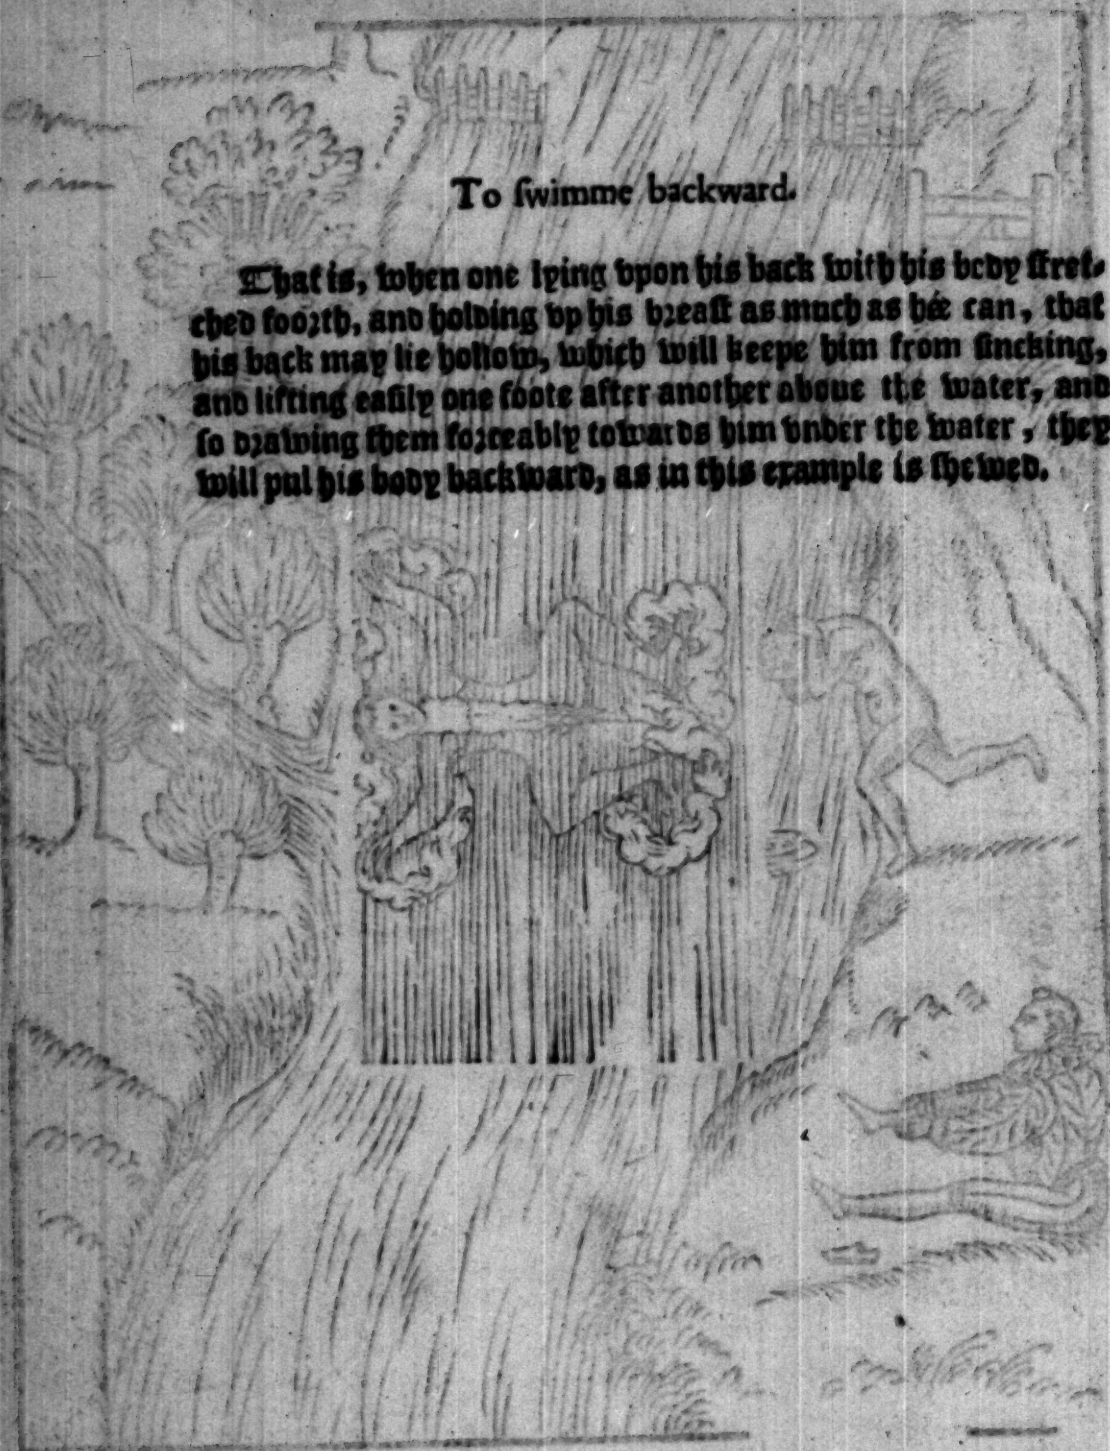 To ſwimme backward.
That is, when one lying vpon his back with his body ſtret-
ched foorth, and holding vp his breaſt as much as hée can, that
his back may lie hollow, which will keepe him from ſincking,
and lifting eaſily one foote after another aboue the water, and
ſo drawing them forceably towards him vnder the water, they
will pul his body backward, as in this example is ſhewed.